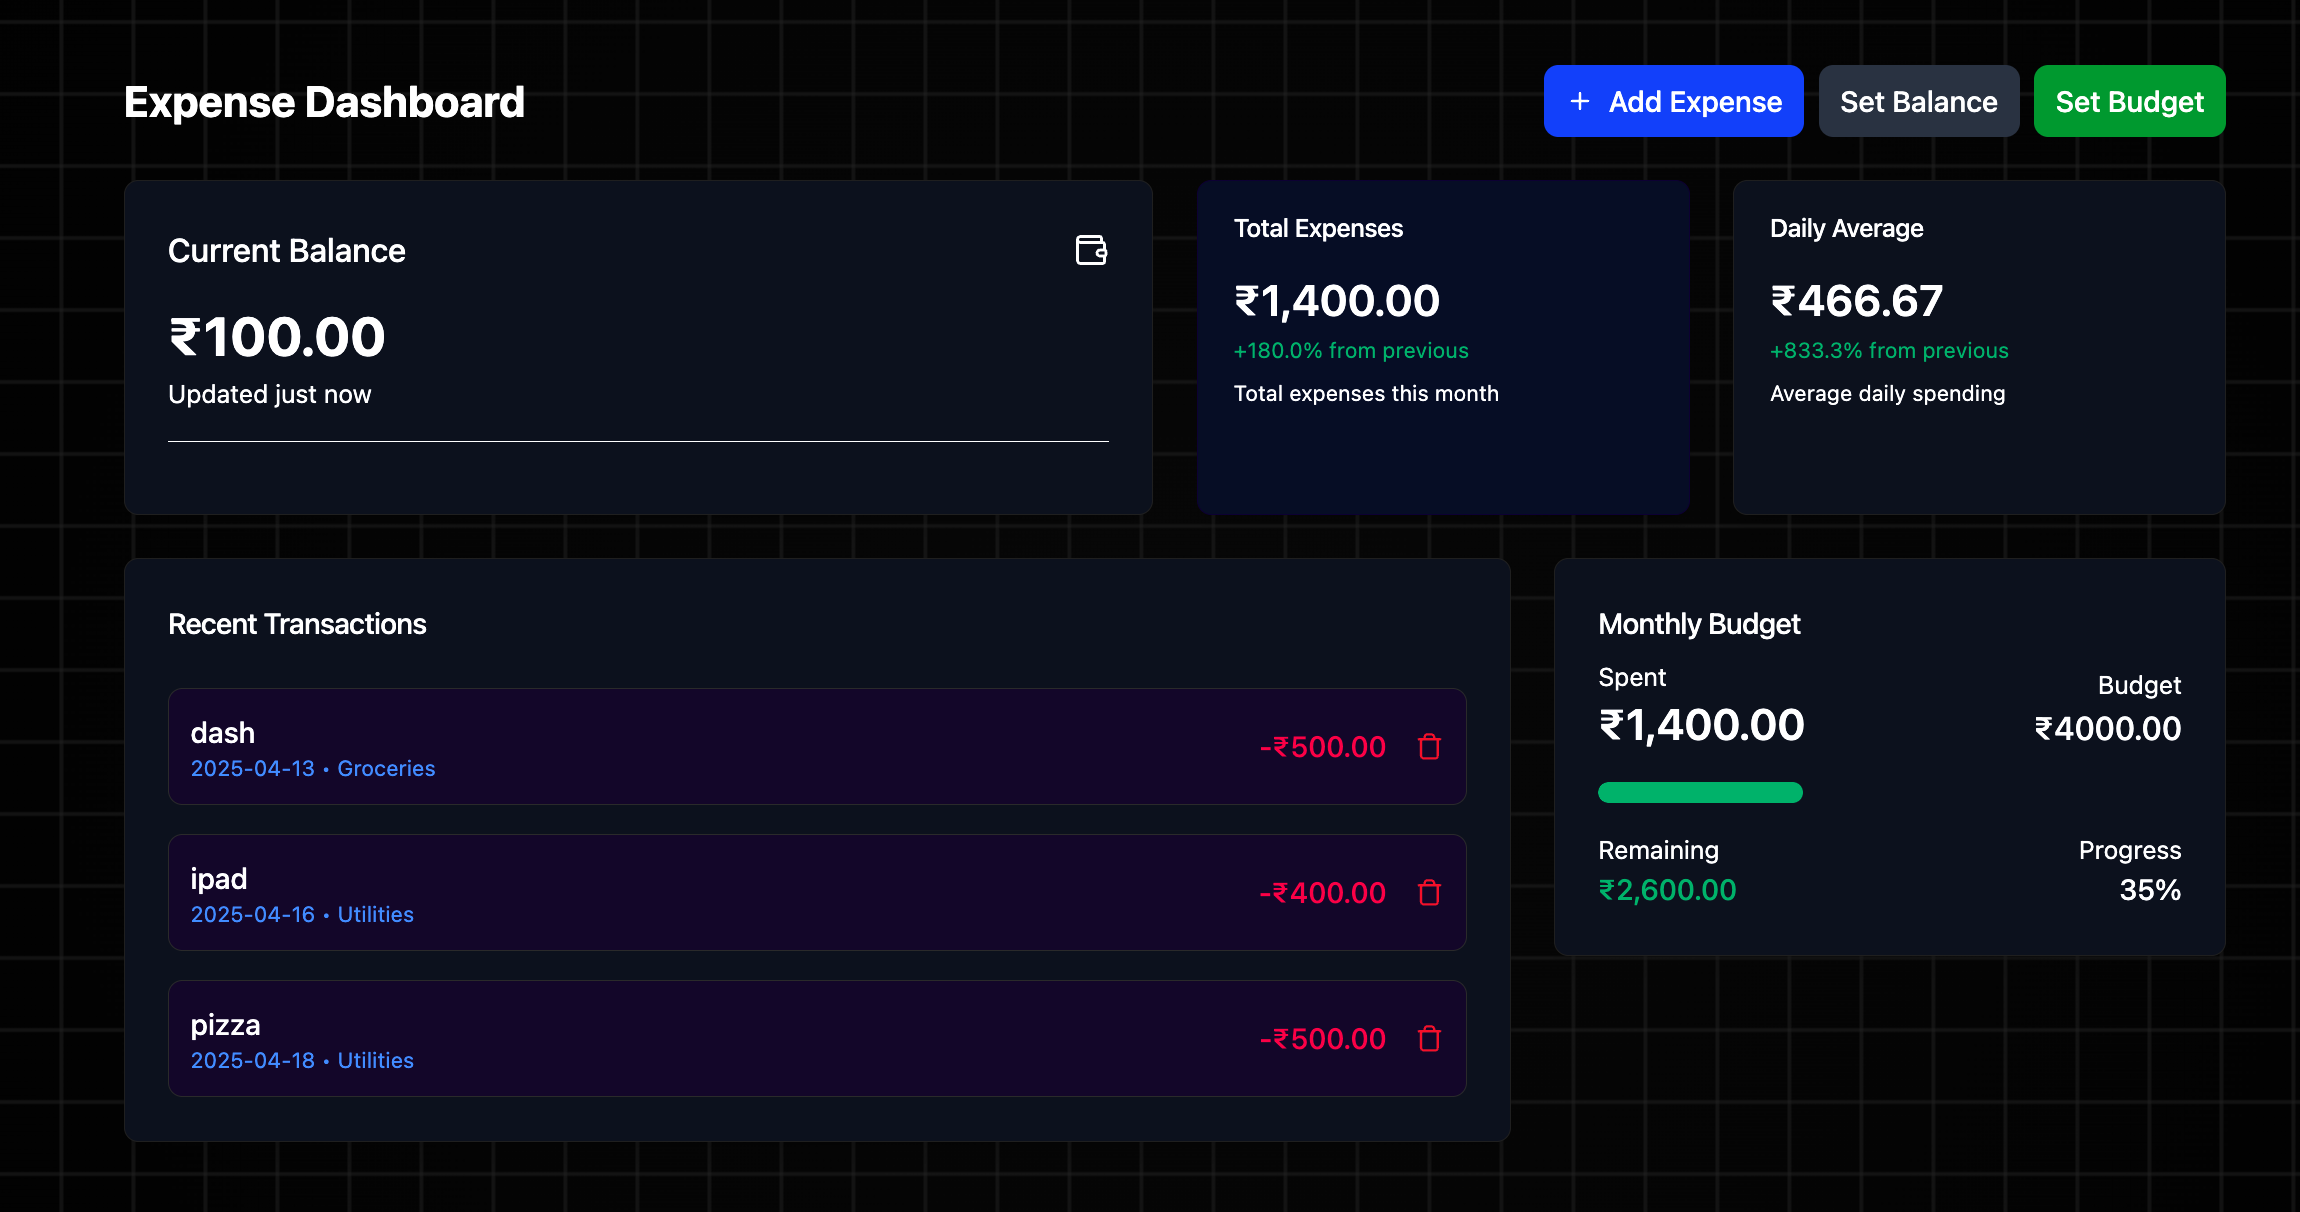 Expense Dashboard
+ Add Expense
Set Balance
Set Budget
Current Balance
₹100.00
Updated just now
Total Expenses
₹1,400.00
+180.0% from previous
Total expenses this month
Daily Average
₹466.67
+833.3% from previous
Average daily spending
Recent Transactions
dash
2025-04-13 • Groceries
-₹500.00
ipad
2025-04-16 • Utilities
-₹400.00
pizza
2025-04-18 • Utilities
-₹500.00
Monthly Budget
Spent
₹1,400.00
Budget
₹4000.00
Remaining
₹2,600.00
Progress
35%